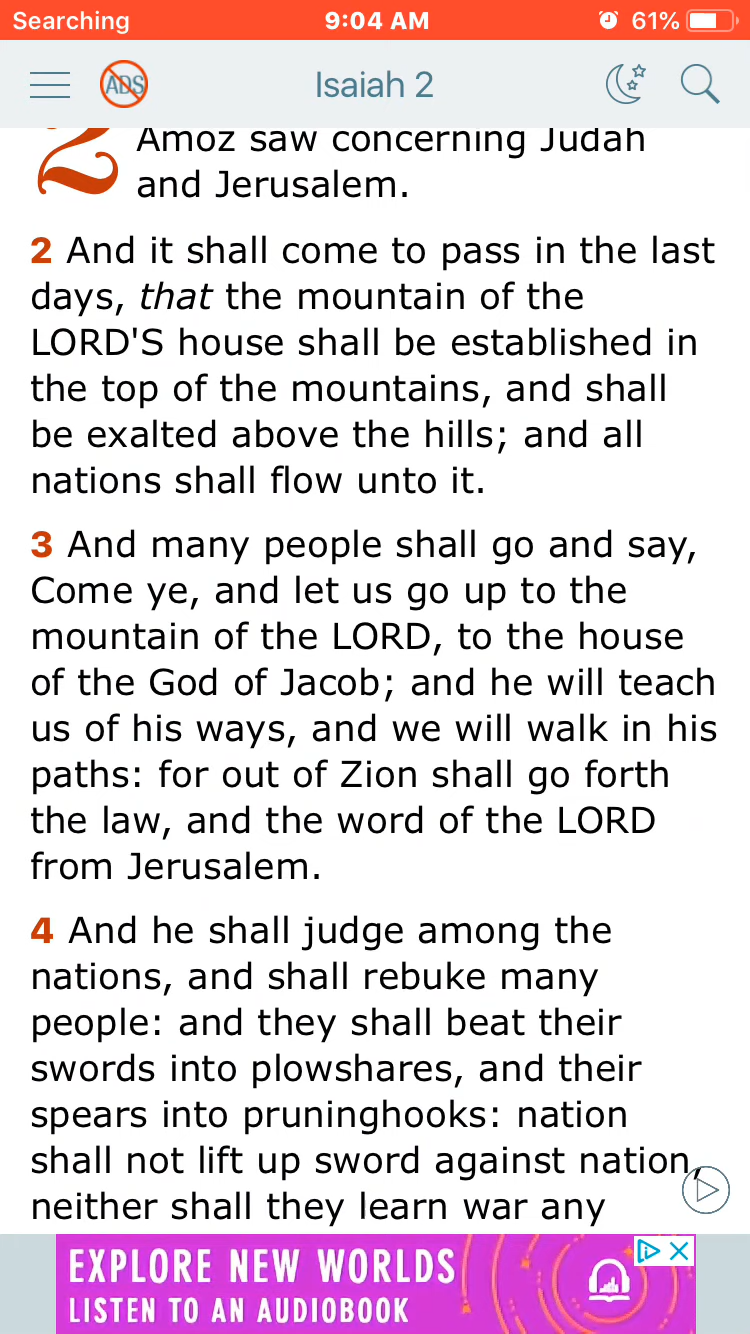 Searching 9:04 AM 61%
ADS Isaiah 2
2 Amoz saw concerning Judah
and Jerusalem.
2 And it shall come to pass in the last
days, that the mountain of the
LORD'S house shall be established in
the top of the mountains, and shall
be exalted above the hills; and all
nations shall flow unto it.
3 And many people shall go and say,
Come ye, and let us go up to the
mountain of the LORD, to the house
of the God of Jacob; and he will teach
us of his ways, and we will walk in his
paths: for out of Zion shall go forth
the law, and the word of the LORD
from Jerusalem.
4 And he shall judge among the
nations, and shall rebuke many
people: and they shall beat their
swords into plowshares, and their
spears into pruninghooks: nation
shall not lift up sword against nation,
neither shall they learn war any
EXPLORE NEW WORLDS
LISTEN TO AN AUDIOBOOK